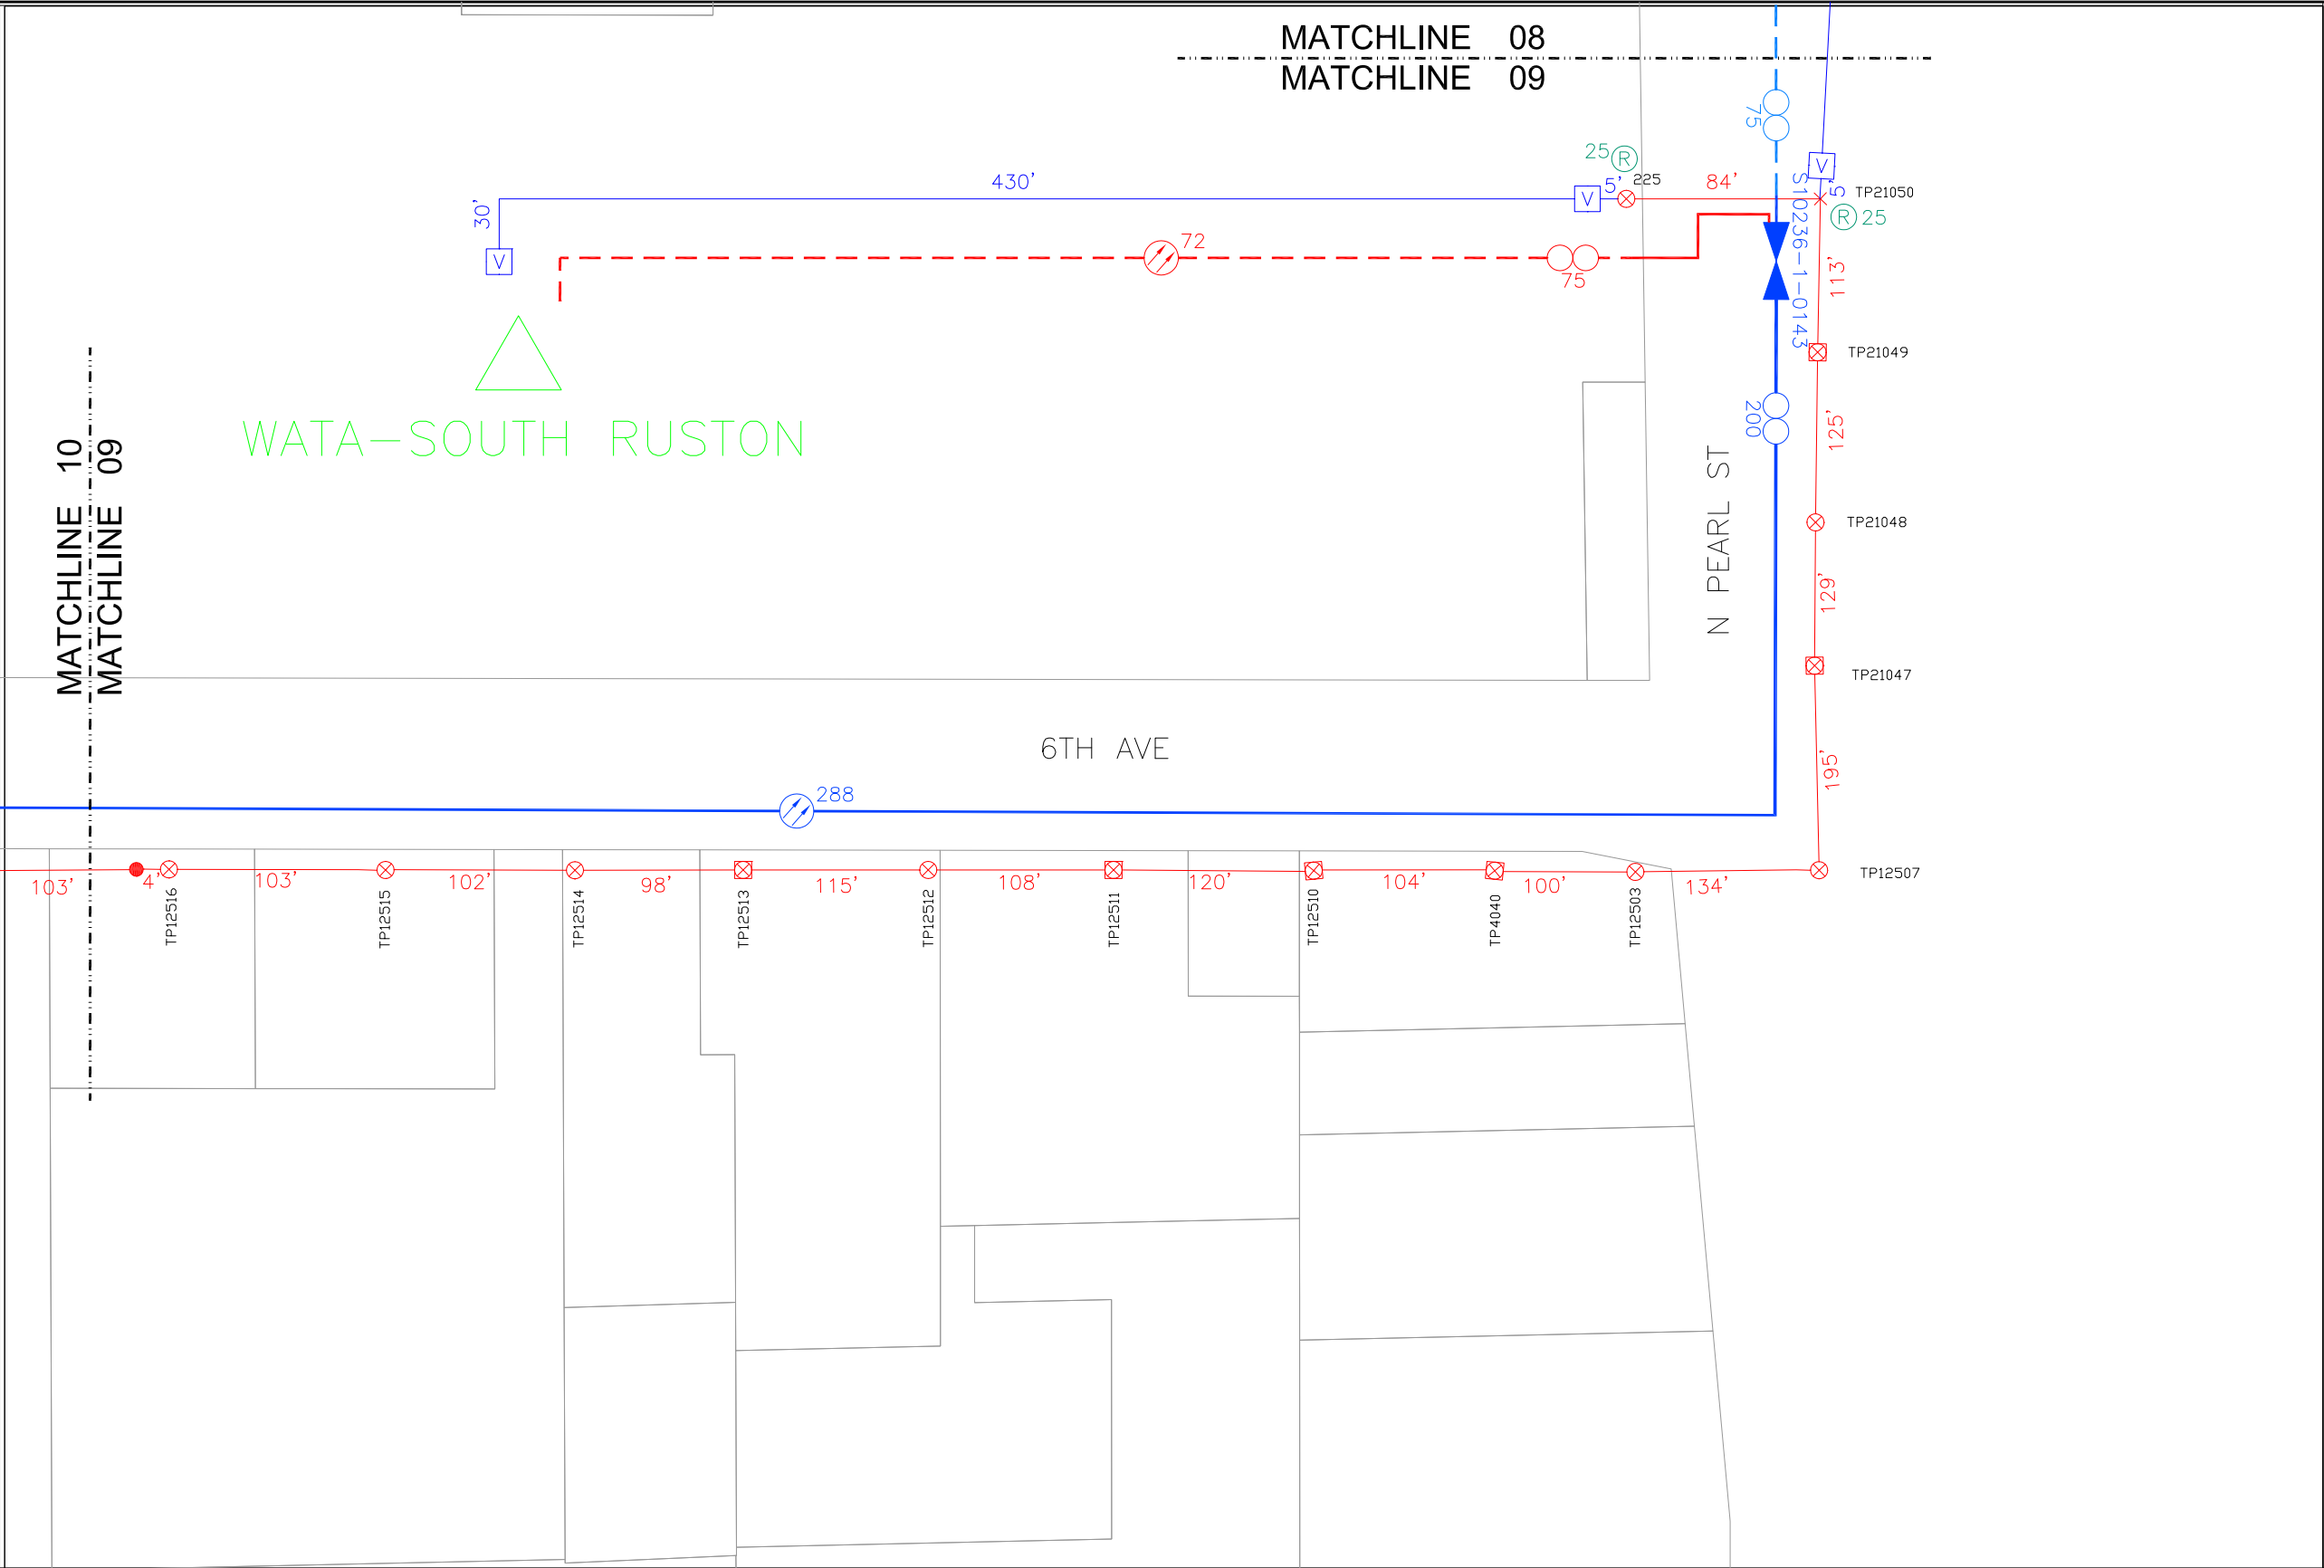 MATCHLINE 08
MATCHLINE 09
75
25 R
225
430'
V
5'
84'
V
5'
TP21050
R 25
30'
V
72
75
S10236-1-0143
113'
TP21049
WATA-SOUTH RUSTON
200
125'
MATCHLINE 10
MATCHLINE 09
N PEARL ST
TP21048
129'
TP21047
6TH AVE
195'
288
103'
4'
103'
102'
98'
115'
108'
120'
104'
100'
134'
TP12507
TP12516
TP12515
TP12514
TP12513
TP12512
TP12511
TP12510
TP4040
TP12503